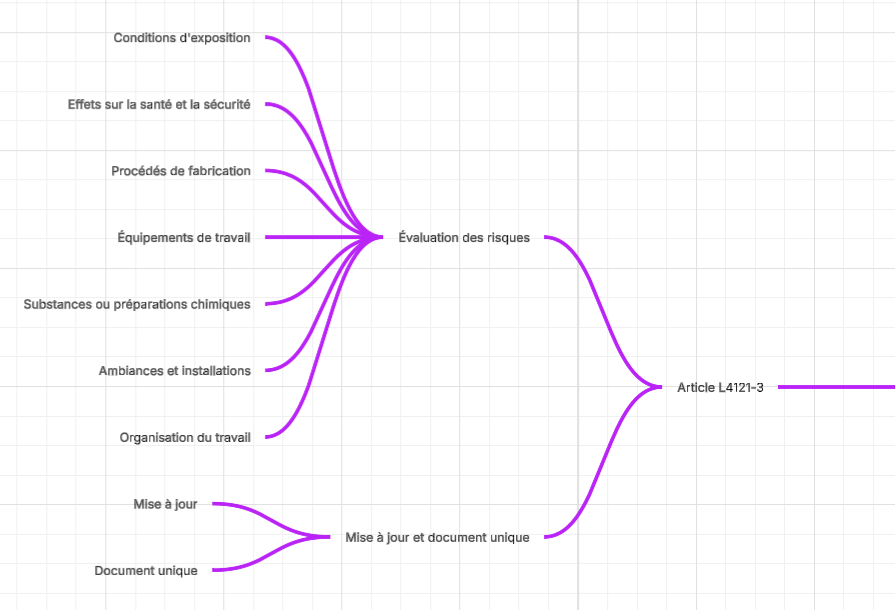 Conditions d'exposition
Effets sur la santé et la sécurité
Procédés de fabrication
Équipements de travail
Évaluation des risques
Substances ou préparations chimiques
Ambiances et installations
Article L4121-3
Organisation du travail
Mise à jour
Mise à jour et document unique
Document unique